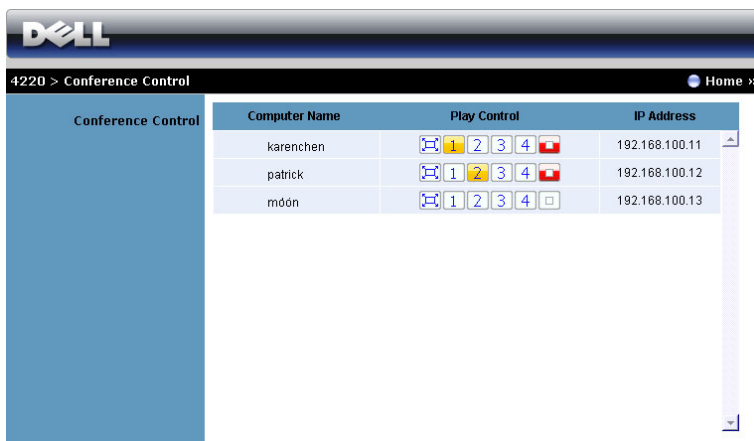 DELL
4220 > Conference Control
Home »
Conference Control
Computer Name Play Control IP Address
karenchen 1 2 3 4 192.168.100.11
patrick 1 2 3 4 192.168.100.12
móón 1 2 3 4 192.168.100.13